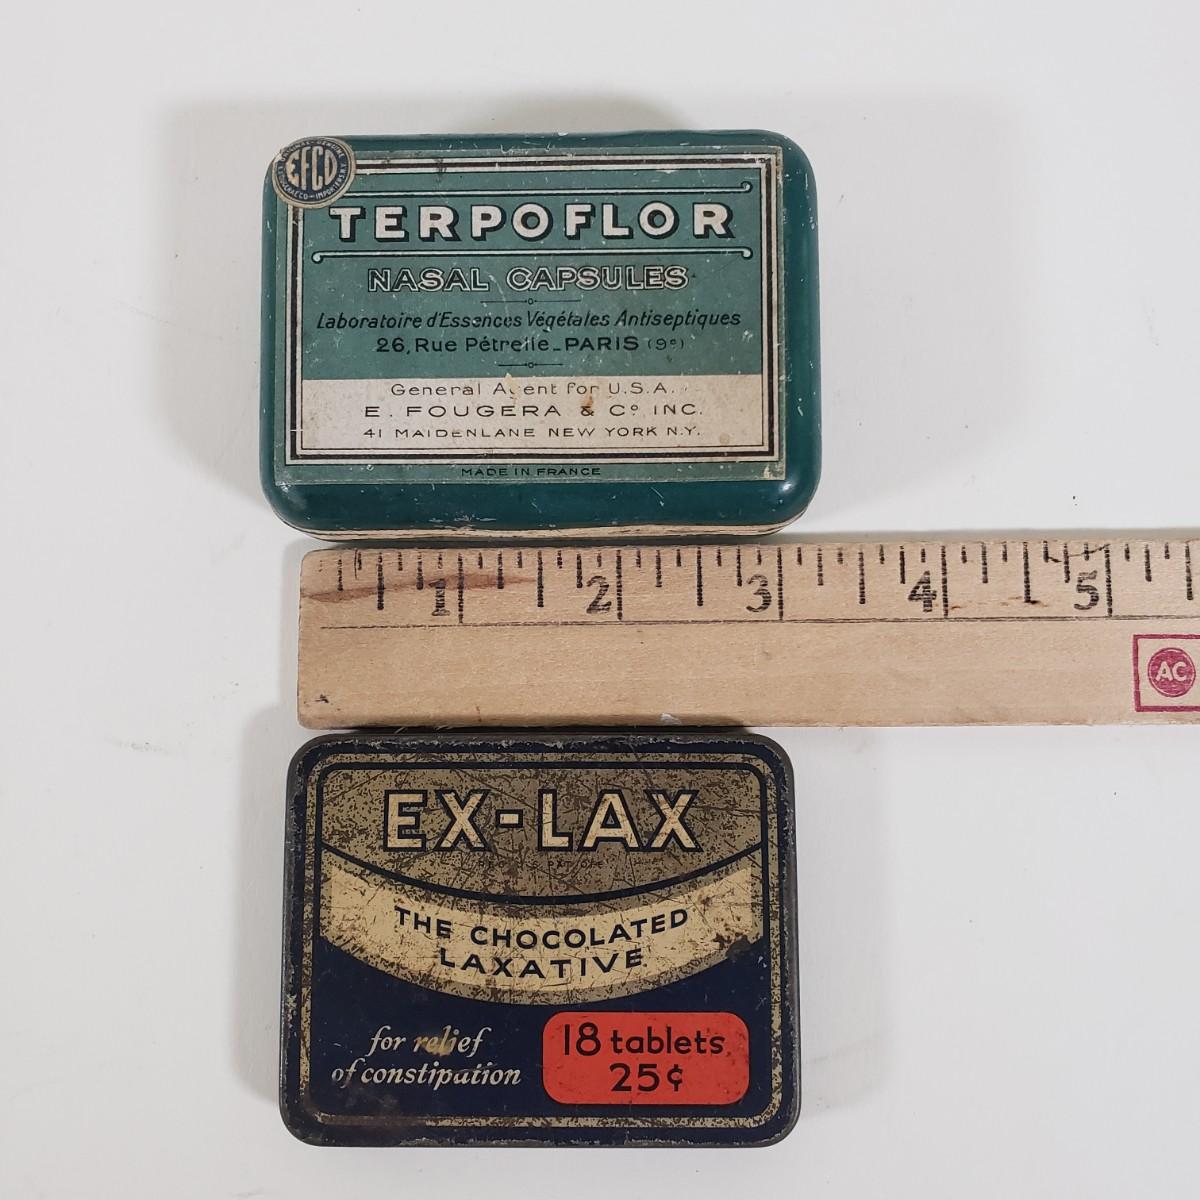 EFCO
TERPOFLOR
NASAL CAPSULES
Laboratoire d'Essences Végétales Antiseptiques
26, Rue Pétrelle_PARIS (9e)
General Agent for U.S.A.
E. FOUGERA & Co INC.
41 MAIDENLANE NEW YORK N.Y.
MADE IN FRANCE
1 2 3 4 5
AC
EX-LAX
THE CHOCOLATED
LAXATIVE
for relief
of constipation
18 tablets
25¢